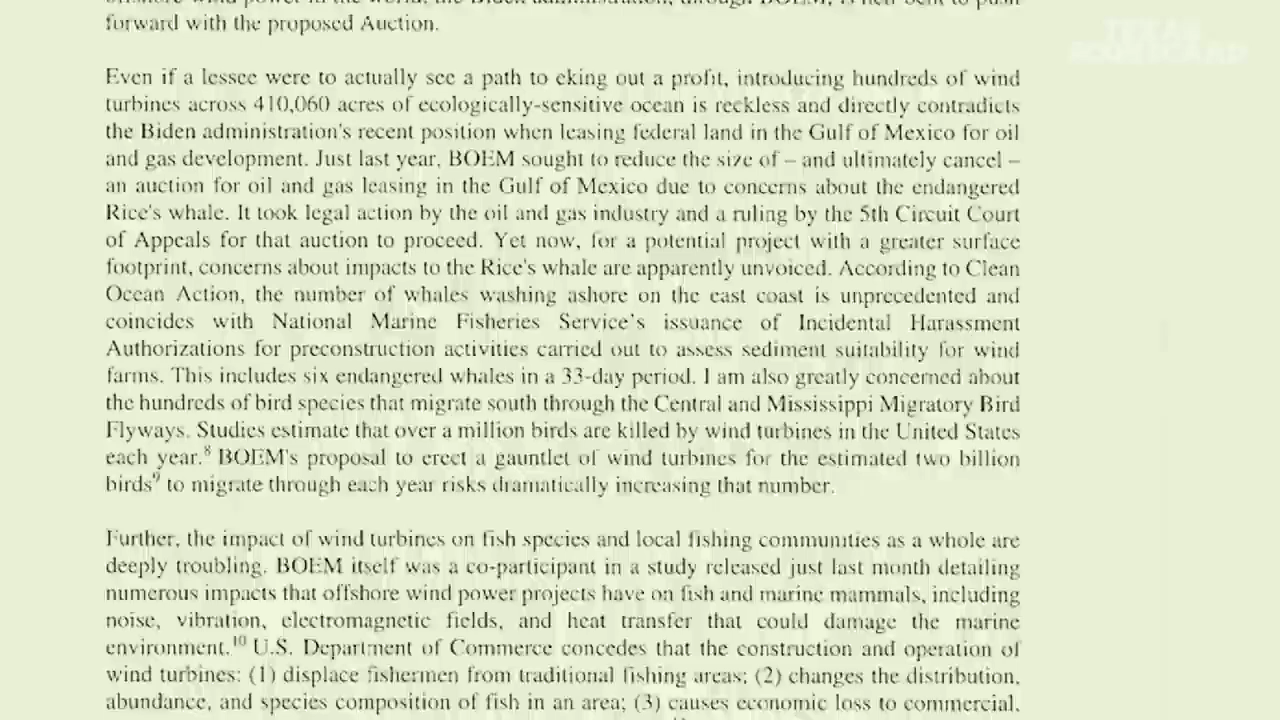 forward with the proposed Auction.
TEXAS
SCORECARD
Even if a lessee were to actually see a path to eking out a profit, introducing hundreds of wind
turbines across 410,060 acres of ecologically-sensitive ocean is reckless and directly contradicts
the Biden administration's recent position when leasing federal land in the Gulf of Mexico for oil
and gas development. Just last year, BOEM sought to reduce the size of – and ultimately cancel –
an auction for oil and gas leasing in the Gulf of Mexico due to concerns about the endangered
Rice's whale. It took legal action by the oil and gas industry and a ruling by the 5th Circuit Court
of Appeals for that auction to proceed. Yet now, for a potential project with a greater surface
footprint, concerns about impacts to the Rice's whale are apparently unvoiced. According to Clean
Ocean Action, the number of whales washing ashore on the east coast is unprecedented and
coincides with National Marine Fisheries Service's issuance of Incidental Harassment
Authorizations for preconstruction activities carried out to assess sediment suitability for wind
farms. This includes six endangered whales in a 33-day period. I am also greatly concerned about
the hundreds of bird species that migrate south through the Central and Mississippi Migratory Bird
Flyways. Studies estimate that over a million birds are killed by wind turbines in the United States
each year.⁸ BOEM's proposal to erect a gauntlet of wind turbines for the estimated two billion
birds⁹ to migrate through each year risks dramatically increasing that number.
Further, the impact of wind turbines on fish species and local fishing communities as a whole are
deeply troubling. BOEM itself was a co-participant in a study released just last month detailing
numerous impacts that offshore wind power projects have on fish and marine mammals, including
noise, vibration, electromagnetic fields, and heat transfer that could damage the marine
environment.¹⁰ U.S. Department of Commerce concedes that the construction and operation of
wind turbines: (1) displace fishermen from traditional fishing areas; (2) changes the distribution,
abundance, and species composition of fish in an area; (3) causes economic loss to commercial,